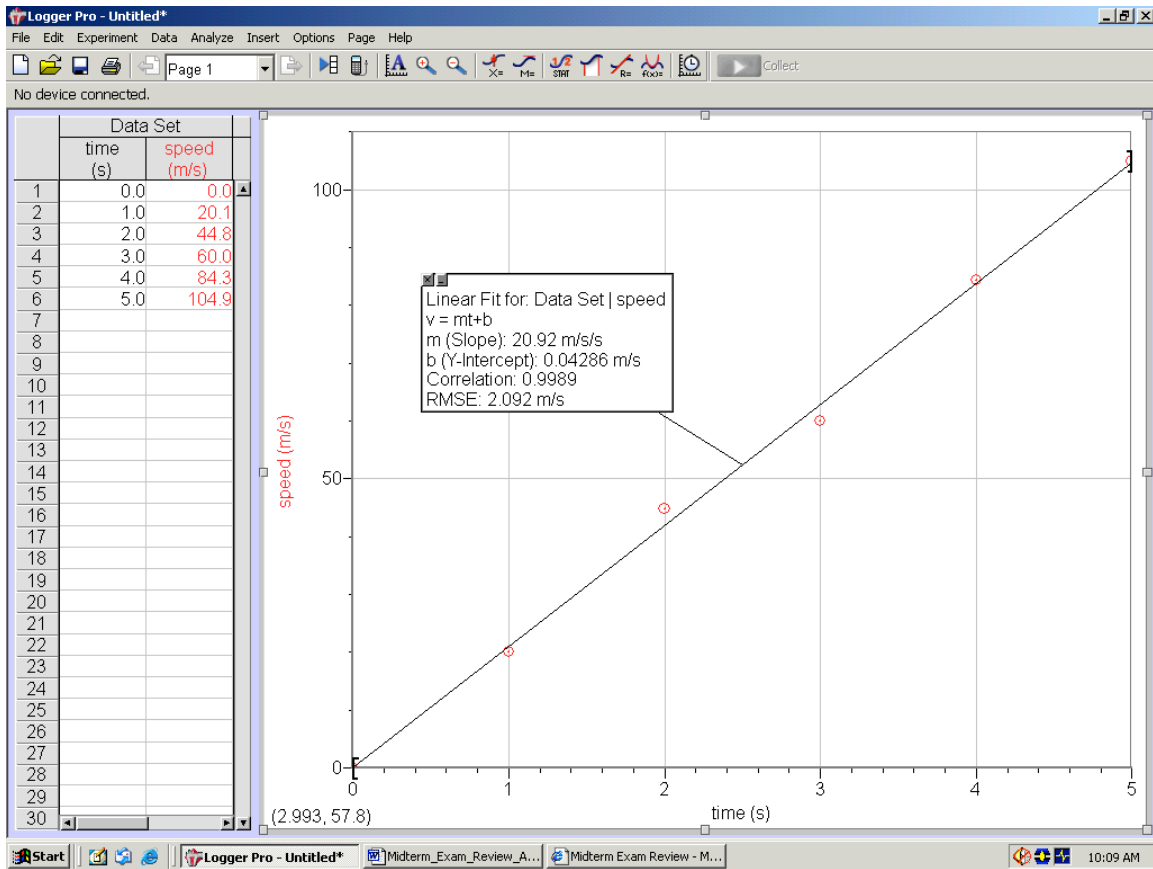 Logger Pro - Untitled*
File Edit Experiment Data Analyze Insert Options Page Help
Page 1
X= M= 1/2 STAT R= f(x)= Collect
No device connected.
Data Set
time speed
(s) (m/s)
1 0.0 0.0
2 1.0 20.1
3 2.0 44.8
4 3.0 60.0
5 4.0 84.3
6 5.0 104.9
7
8
9
10
11
12
13
14
15
16
17
18
19
20
21
22
23
24
25
26
27
28
29
30
100
50
0
speed (m/s)
Linear Fit for: Data Set | speed
v = mt+b
m (Slope): 20.92 m/s/s
b (Y-Intercept): 0.04286 m/s
Correlation: 0.9989
RMSE: 2.092 m/s
0 1 2 3 4 5
(2.993, 57.8)
time (s)
Start Logger Pro - Untitled* Midterm_Exam_Review_A... Midterm Exam Review - M... 10:09 AM